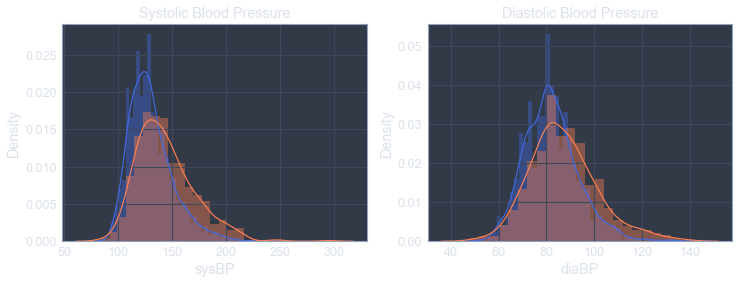 Systolic Blood Pressure
Density
0.025
0.020
0.015
0.010
0.005
0.000
50 100 150 200 250 300
sysBP
Diastolic Blood Pressure
Density
0.05
0.04
0.03
0.02
0.01
0.00
40 60 80 100 120 140
diaBP